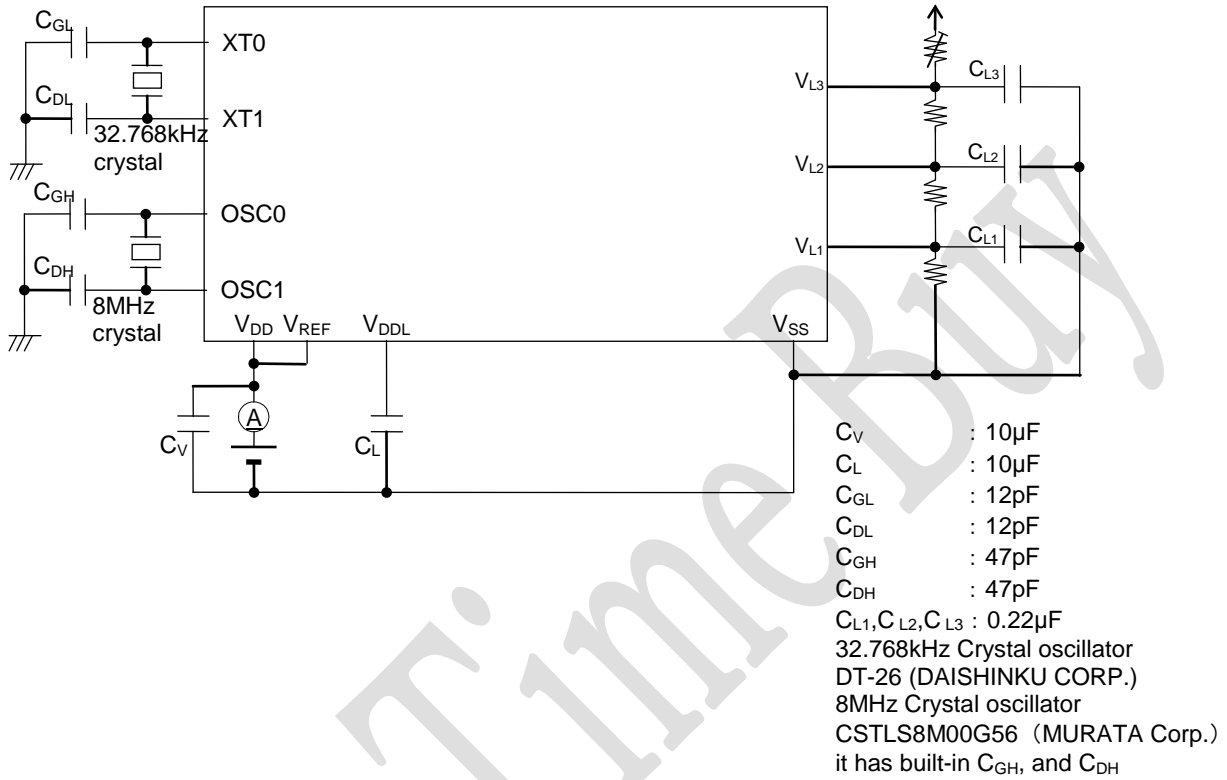 CGL
XT0
CDL
XT1
32.768kHz
crystal
CGH
OSC0
CDH
OSC1
8MHz
crystal
VDD VREF VDDL VSS
VL3
VL2
VL1
CL3
CL2
CL1
A
CV
CL
CV : 10µF
CL : 10µF
CGL : 12pF
CDL : 12pF
CGH : 47pF
CDH : 47pF
CL1,C L2,C L3 : 0.22µF
32.768kHz Crystal oscillator
DT-26 (DAISHINKU CORP.)
8MHz Crystal oscillator
CSTLS8M00G56（MURATA Corp.）
it has built-in CGH, and CDH
Time Buy